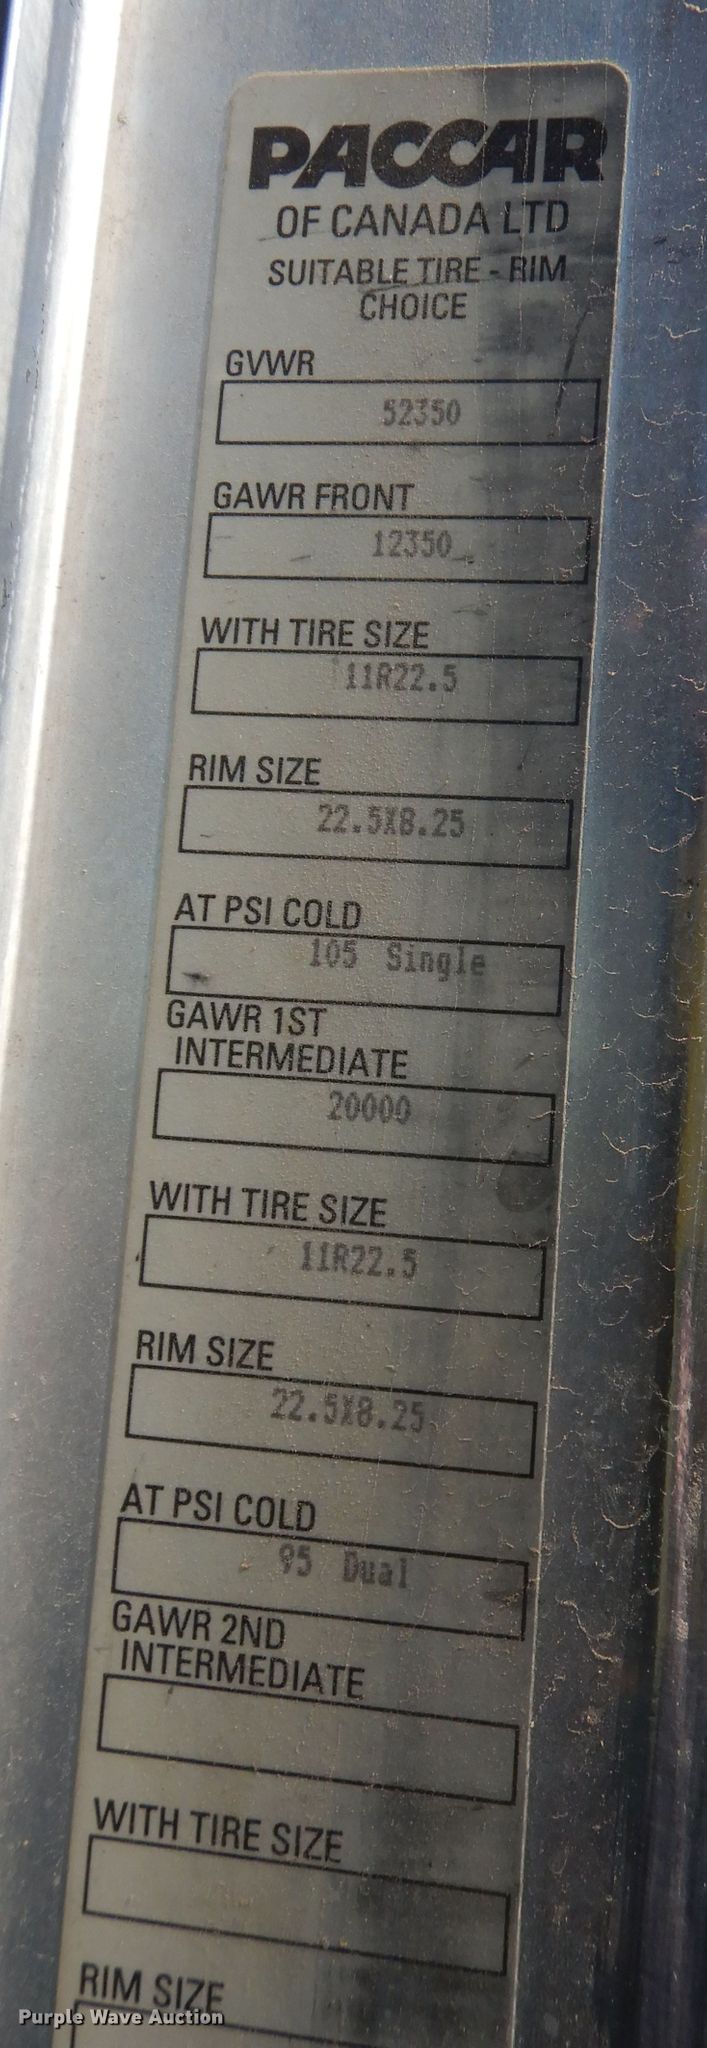 PACCAR
OF CANADA LTD
SUITABLE TIRE - RIM
CHOICE
GVWR
52350
GAWR FRONT
12350
WITH TIRE SIZE
11R22.5
RIM SIZE
22.5X8.25
AT PSI COLD
105 Single
GAWR 1ST
INTERMEDIATE
20000
WITH TIRE SIZE
11R22.5
RIM SIZE
22.5X8.25
AT PSI COLD
95 Dual
GAWR 2ND
INTERMEDIATE
WITH TIRE SIZE
RIM SIZE
Purple Wave Auction